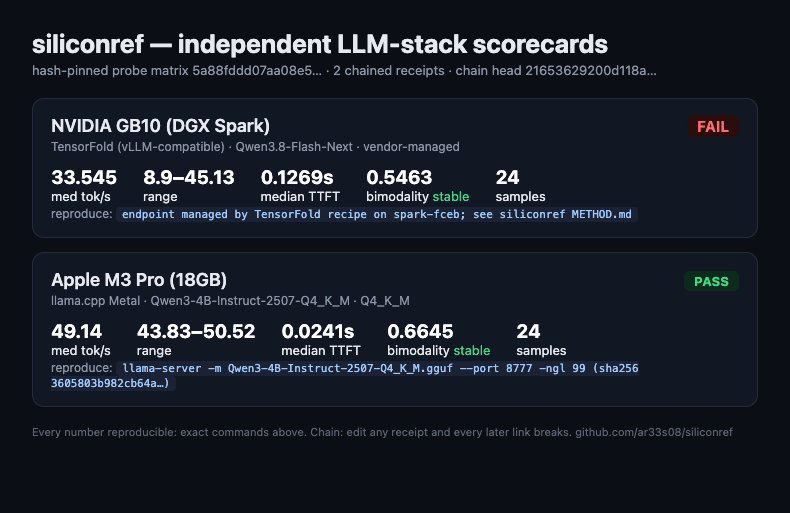 siliconref — independent LLM-stack scorecards
hash-pinned probe matrix 5a88fddd07aa08e5… · 2 chained receipts · chain head 21653629200d118a…
NVIDIA GB10 (DGX Spark)
FAIL
TensorFold (vLLM-compatible) · Qwen3.8-Flash-Next · vendor-managed
33.545 8.9–45.13 0.1269s 0.5463 24
med tok/s range median TTFT bimodality stable samples
reproduce: endpoint managed by TensorFold recipe on spark-fceb; see siliconref METHOD.md
Apple M3 Pro (18GB)
PASS
llama.cpp Metal · Qwen3-4B-Instruct-2507-Q4_K_M · Q4_K_M
49.14 43.83–50.52 0.0241s 0.6645 24
med tok/s range median TTFT bimodality stable samples
reproduce: llama-server -m Qwen3-4B-Instruct-2507-Q4_K_M.gguf --port 8777 -ngl 99 (sha256
3605803b982cb64a…)
Every number reproducible: exact commands above. Chain: edit any receipt and every later link breaks. github.com/ar33s08/siliconref